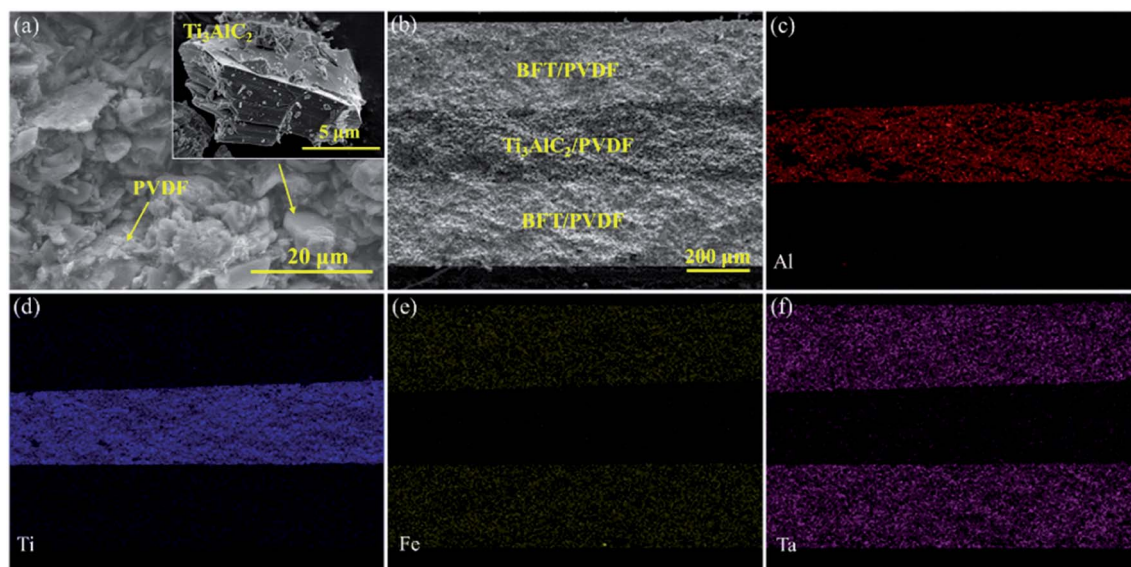 (a)
Ti₃AlC₂
5 μm
PVDF
20 μm
(b)
BFT/PVDF
Ti₃AlC₂/PVDF
BFT/PVDF
200 μm
(c)
Al
(d)
Ti
(e)
Fe
(f)
Ta